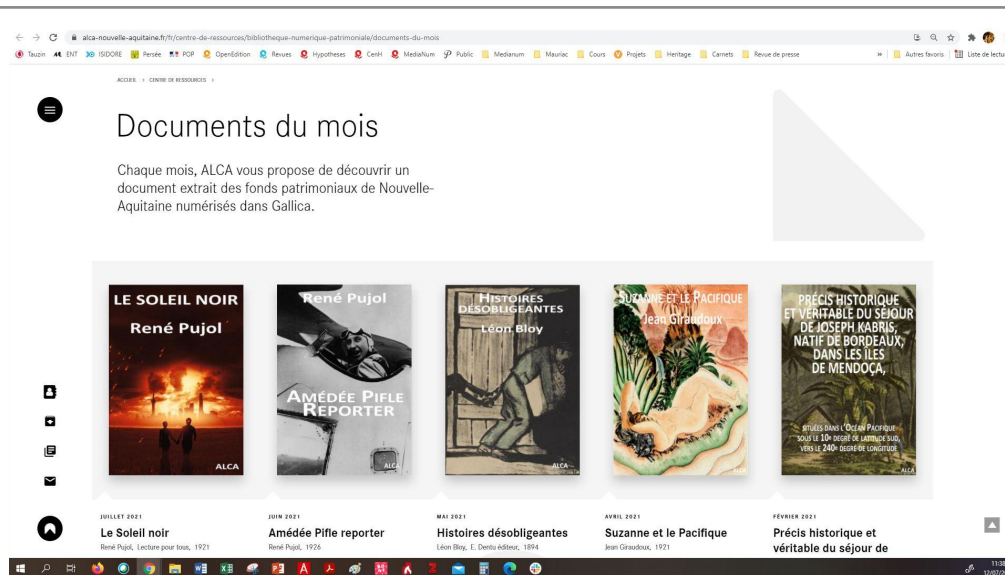 alca-nouvelle-aquitaine.fr/fr/centre-de-ressources/bibliotheque-numerique-patrimoniale/documents-du-mois
Tauzin ENT ISIDORE Persée POP OpenEdition Revues Hypotheses CenH MediaNum Public Medianum Mauriac Cours Projets Heritage Carnets Revue de presse » Autres favoris Liste de lectu
ACCUEIL > CENTRE DE RESSOURCES >
Documents du mois
Chaque mois, ALCA vous propose de découvrir un
document extrait des fonds patrimoniaux de Nouvelle-
Aquitaine numérisés dans Gallica.
LE SOLEIL NOIR
René Pujol
ALCA
René Pujol
AMÉDÉE PIFLE
REPORTER
ALCA
HISTOIRES
DÉSOBLIGEANTES
Léon Bloy
ALCA
SUZANNE ET LE PACIFIQUE
Jean Giraudoux
ALCA
PRÉCIS HISTORIQUE
ET VÉRITABLE DU SÉJOUR
DE JOSEPH KABRIS,
NATIF DE BORDEAUX,
DANS LES ÎLES
DE MENDOÇA,
SITUÉES DANS L'OCÉAN PACIFIQUE
SOUS LE 10e DEGRÉ DE LATITUDE SUD,
VERS LE 240e DEGRÉ DE LONGITUDE
ALCA
JUILLET 2021
Le Soleil noir
René Pujol, Lecture pour tous, 1921
JUIN 2021
Amédée Pifle reporter
René Pujol, 1926
MAI 2021
Histoires désobligeantes
Léon Bloy, E. Dentu éditeur, 1894
AVRIL 2021
Suzanne et le Pacifique
Jean Giraudoux, 1921
FÉVRIER 2021
Précis historique et
véritable du séjour de